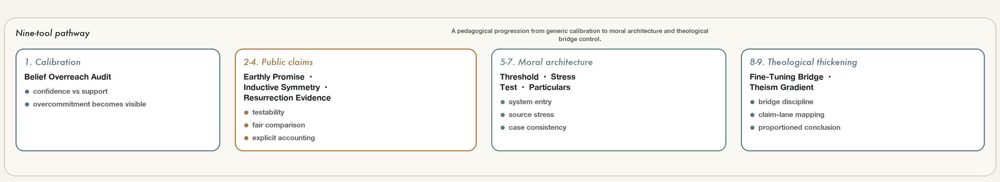 Nine-tool pathway
A pedagogical progression from generic calibration to moral architecture and theological
bridge control.
1. Calibration
Belief Overreach Audit
confidence vs support
overcommitment becomes visible
2-4. Public claims
Earthly Promise •
Inductive Symmetry •
Resurrection Evidence
testability
fair comparison
explicit accounting
5-7. Moral architecture
Threshold • Stress
Test • Particulars
system entry
source stress
case consistency
8-9. Theological thickening
Fine-Tuning Bridge •
Theism Gradient
bridge discipline
claim-lane mapping
proportioned conclusion